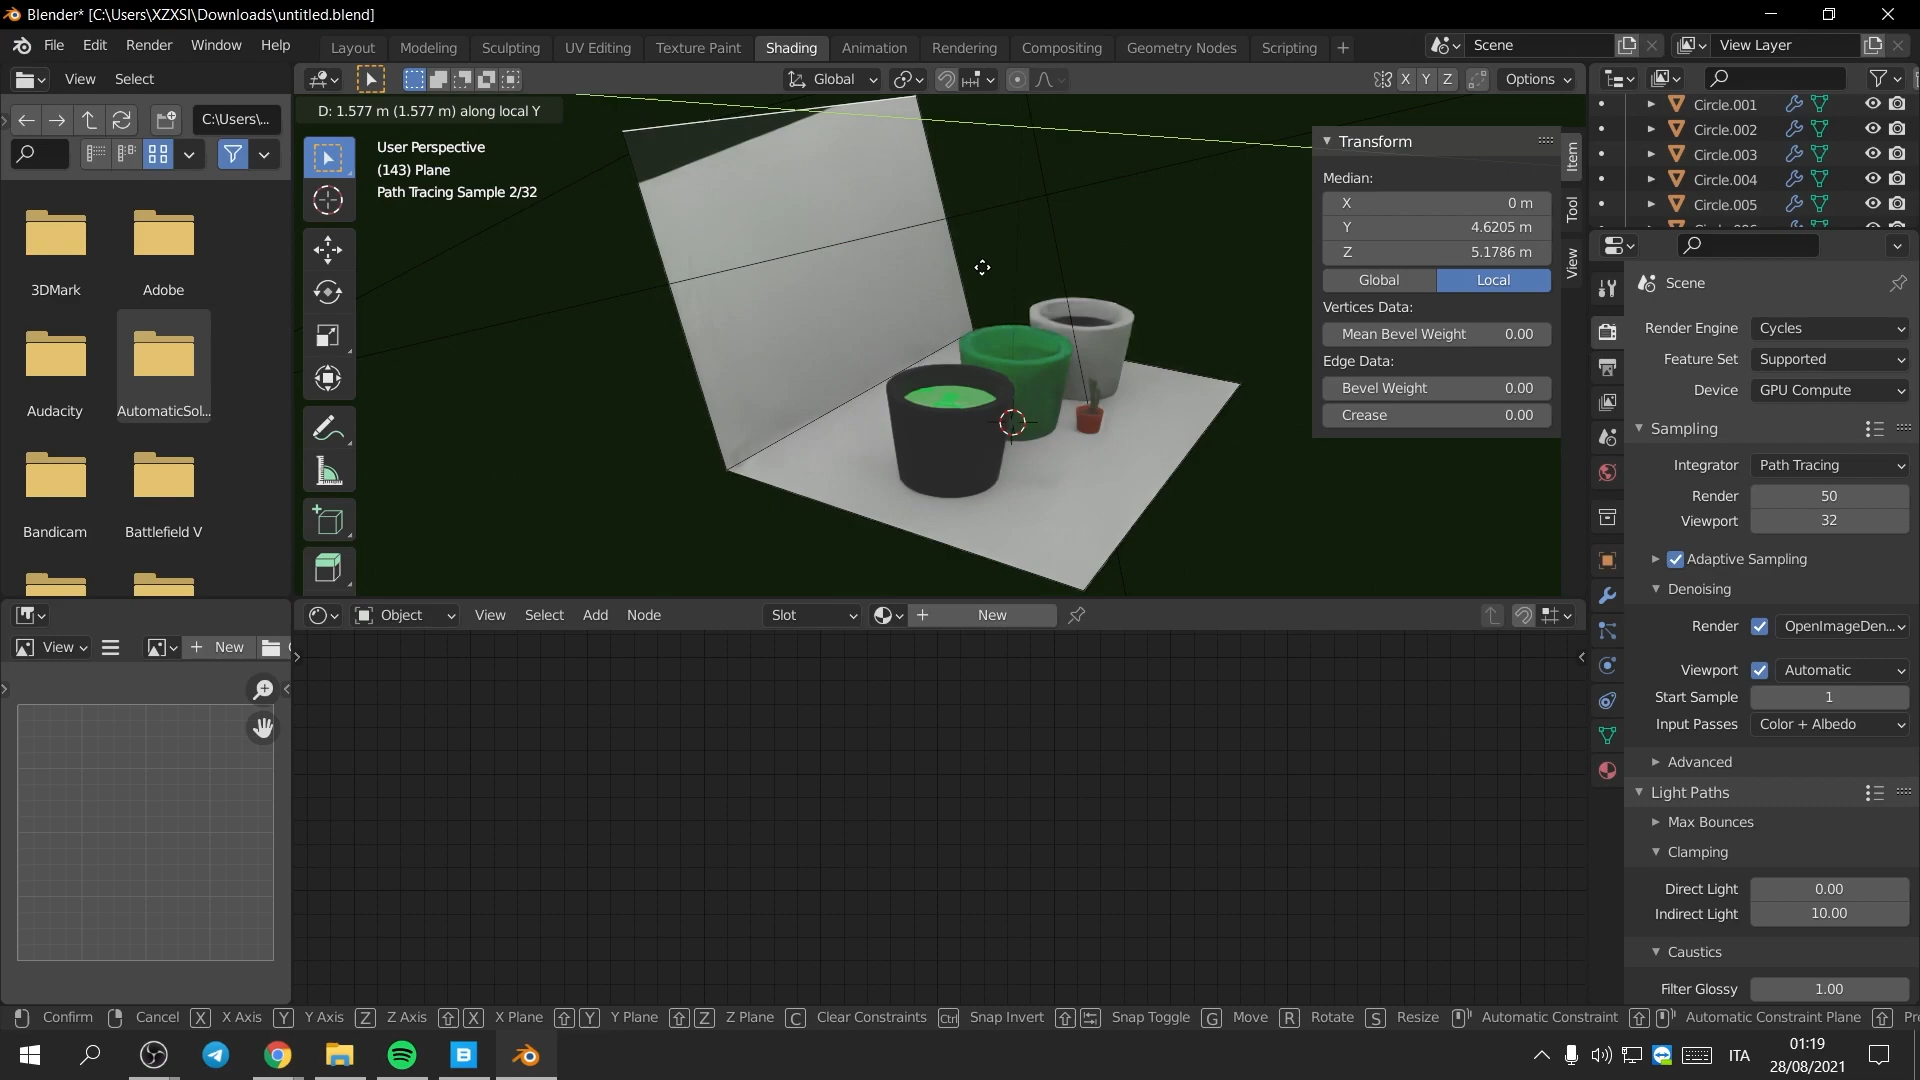 Blender* [C:\Users\XZXSI\Downloads\untitled.blend]
File Edit Render Window Help
Layout Modeling Sculpting UV Editing Texture Paint Shading Animation Rendering Compositing Geometry Nodes Scripting +
Scene
View Layer
View Select
Global
X Y Z
Options
C:\Users\...
D: 1.577 m (1.577 m) along local Y
User Perspective
(143) Plane
Path Tracing Sample 2/32
Transform
Median:
X 0 m
Y 4.6205 m
Z 5.1786 m
Global Local
Vertices Data:
Mean Bevel Weight 0.00
Edge Data:
Bevel Weight 0.00
Crease 0.00
Item
Tool
View
Circle.001
Circle.002
Circle.003
Circle.004
Circle.005
3DMark
Adobe
Audacity
AutomaticSol...
Bandicam
Battlefield V
Scene
Render Engine Cycles
Feature Set Supported
Device GPU Compute
Sampling
Integrator Path Tracing
Render 50
Viewport 32
Adaptive Sampling
Denoising
Render OpenImageDen...
Viewport Automatic
Start Sample 1
Input Passes Color + Albedo
Advanced
Light Paths
Max Bounces
Clamping
Direct Light 0.00
Indirect Light 10.00
Caustics
Filter Glossy 1.00
Object View Select Add Node
Slot
+ New
View
+ New
Confirm Cancel X X Axis Y Y Axis Z Z Axis X X Plane Y Y Plane Z Z Plane C Clear Constraints Ctrl Snap Invert Snap Toggle G Move R Rotate S Resize Automatic Constraint Automatic Constraint Plane
ITA
01:19
28/08/2021